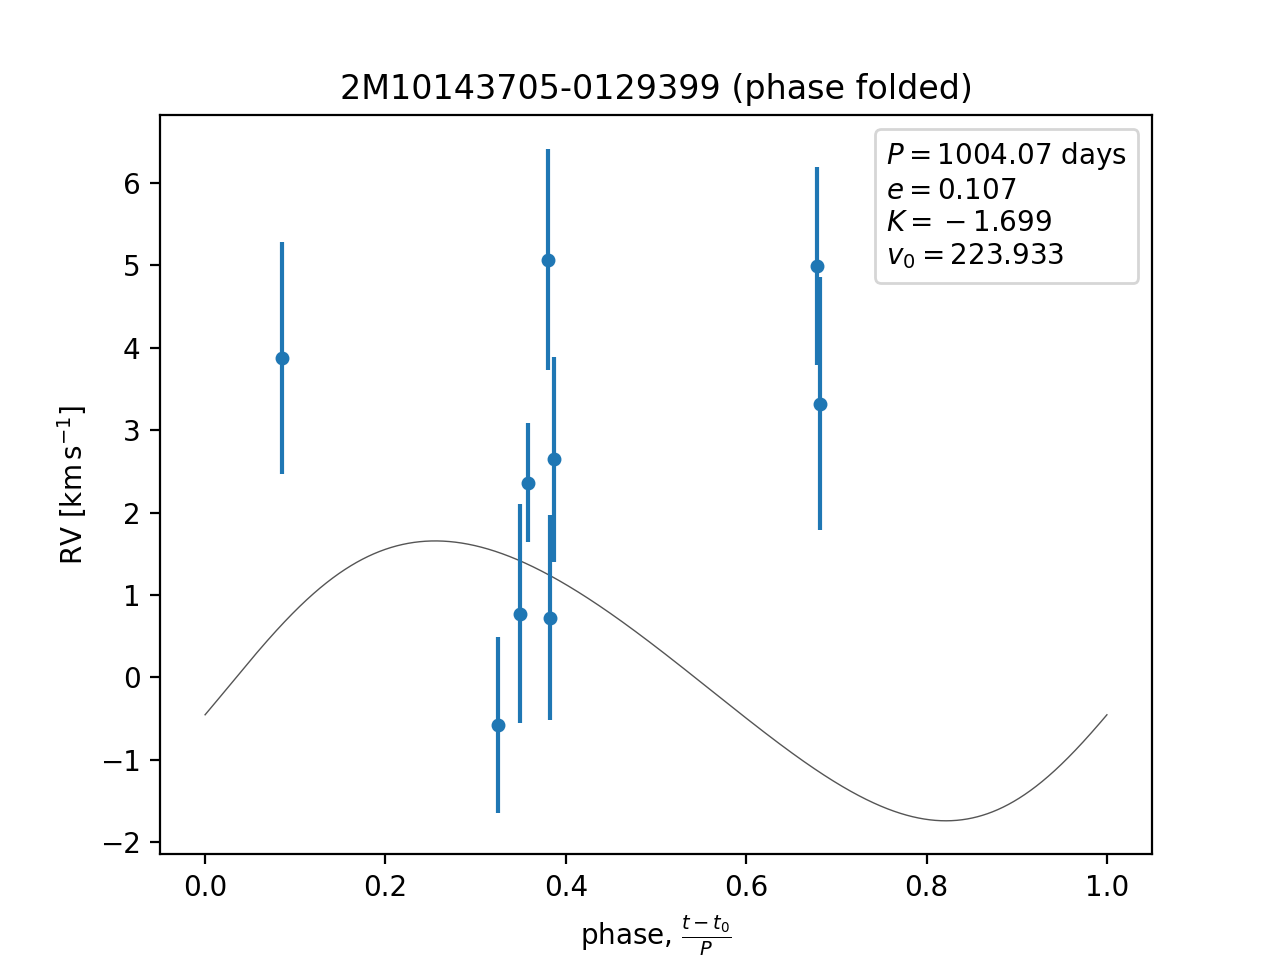 2M10143705-0129399 (phase folded)
P = 1004.07 days
e = 0.107
K = −1.699
v₀ = 223.933
RV [km s⁻¹]
6
5
4
3
2
1
0
−1
−2
0.0 0.2 0.4 0.6 0.8 1.0
phase, (t − t₀)/P